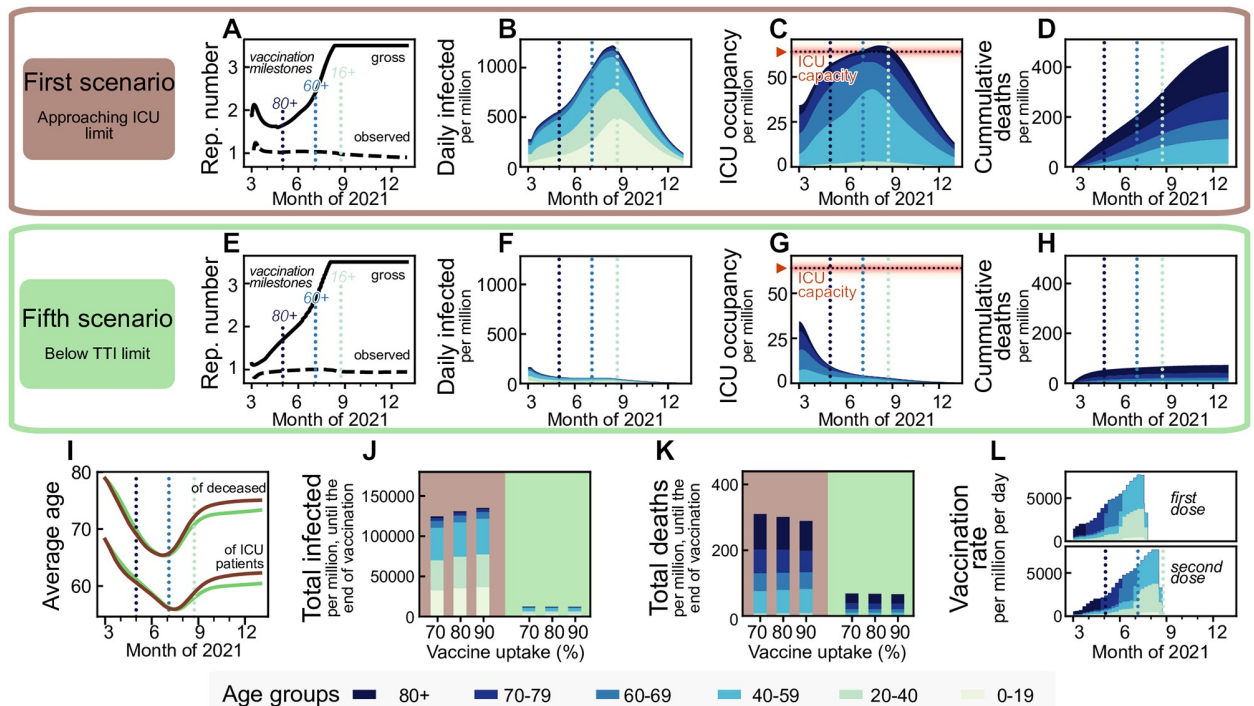 First scenario
Approaching ICU
limit
A
Rep. number
3
2
1
vaccination
milestones
80+
60+
16+
gross
observed
3 6 9 12
Month of 2021
B
Daily infected
per million
1000
500
0
3 6 9 12
Month of 2021
C
ICU occupancy
per million
50
25
0
ICU
capacity
3 6 9 12
Month of 2021
D
Cummulative
deaths
per million
400
200
0
3 6 9 12
Month of 2021
Fifth scenario
Below TTI limit
E
Rep. number
3
2
1
vaccination
milestones
80+
60+
16+
gross
observed
3 6 9 12
Month of 2021
F
Daily infected
per million
1000
500
0
3 6 9 12
Month of 2021
G
ICU occupancy
per million
50
25
0
ICU
capacity
3 6 9 12
Month of 2021
H
Cummulative
deaths
per million
400
200
0
3 6 9 12
Month of 2021
I
Average age
80
70
60
of deceased
of ICU
patients
3 6 9 12
Month of 2021
J
Total infected
per million, until the
end of vaccination
150000
100000
50000
0
70 80 90 70 80 90
Vaccine uptake (%)
K
Total deaths
per million, until the
end of vaccination
400
200
0
70 80 90 70 80 90
Vaccine uptake (%)
L
Vaccination
rate
per million per day
5000
0
first
dose
5000
0
second
dose
3 6 9 12
Month of 2021
Age groups 80+ 70-79 60-69 40-59 20-40 0-19